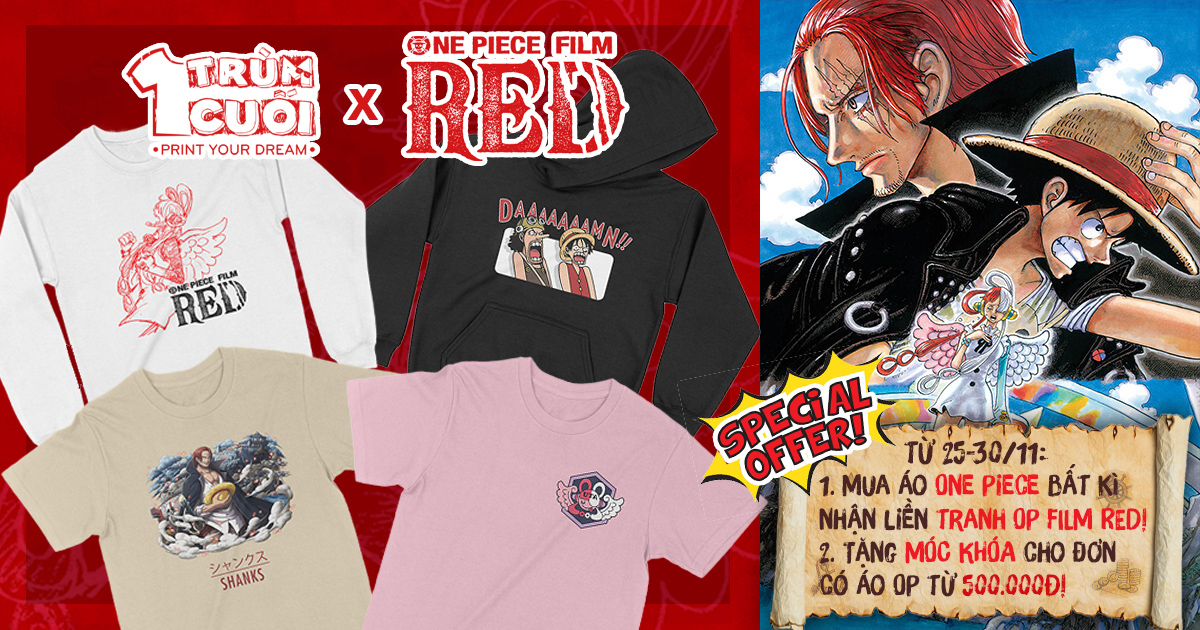 1 TRÙM
CUỐI
• PRINT YOUR DREAM •
x
ONE PIECE FILM
RED
ONE PIECE FILM
RED
DAAAAAAAMN!!
シャンクス
SHANKS
SPECIAL
OFFER!
TỪ 25-30/11:
1. MUA ÁO ONE PIECE BẤT KÌ
NHẬN LIỀN TRANH OP FILM RED!
2. TẶNG MÓC KHÓA CHO ĐƠN
CÓ ÁO OP TỪ 500.000Đ!